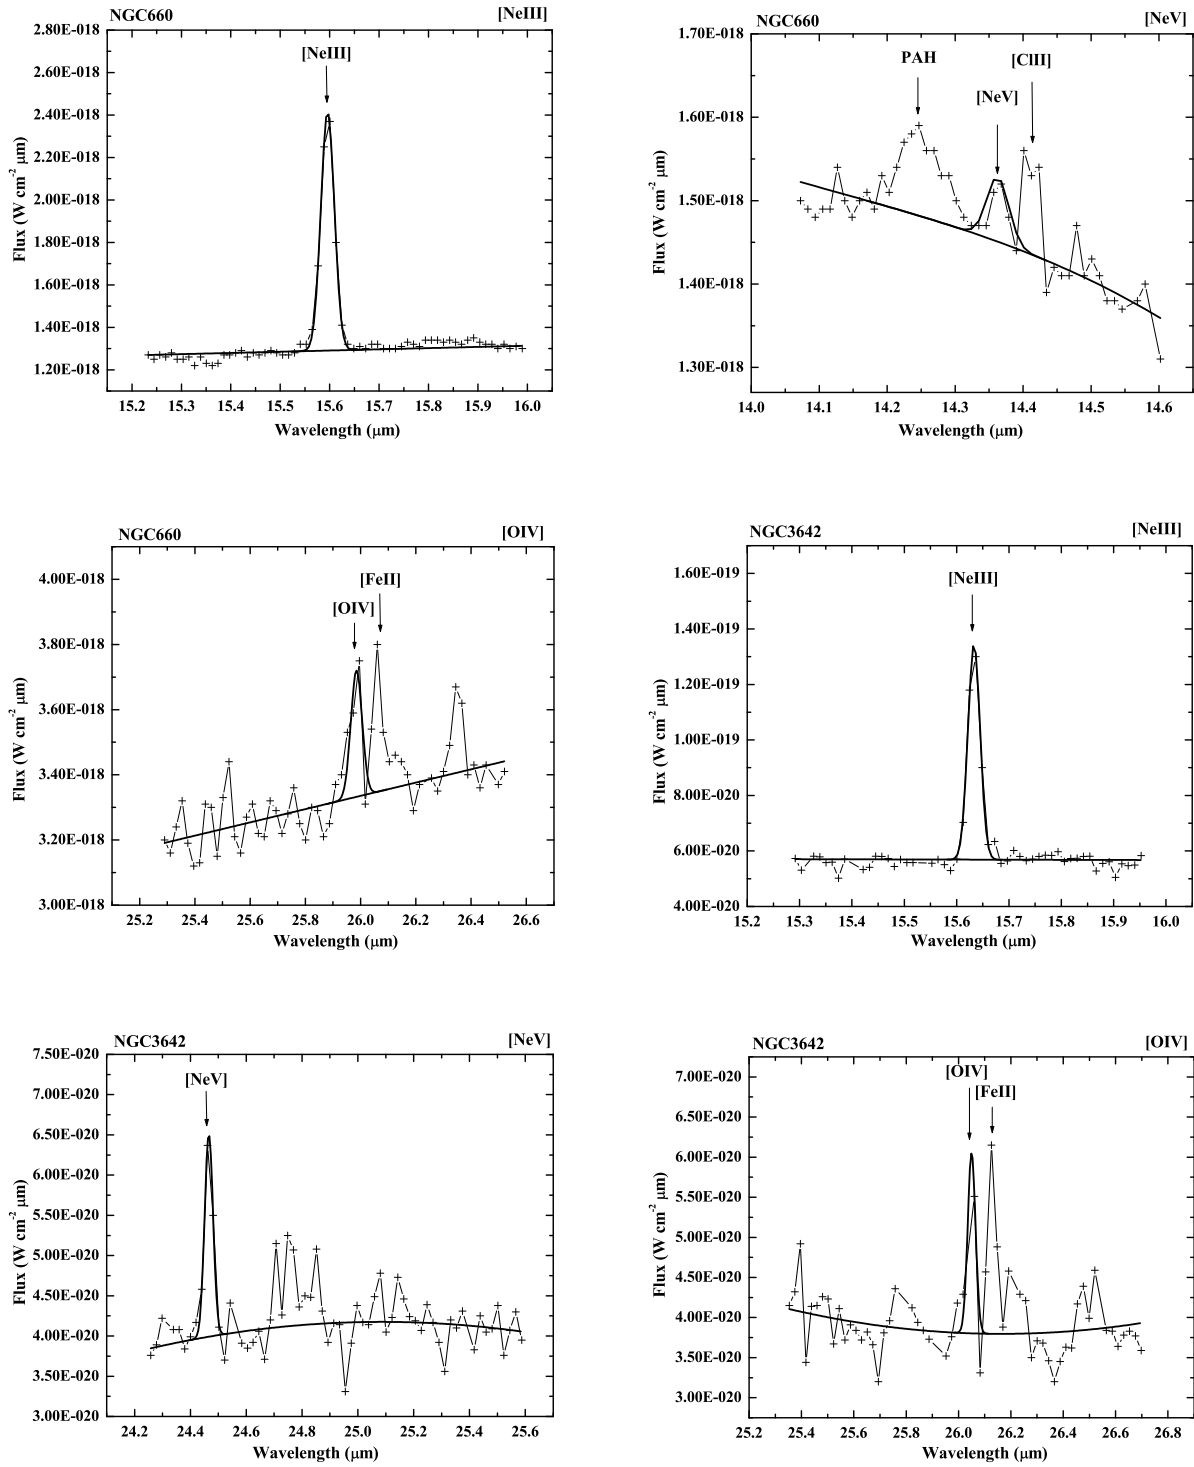 NGC660 [NeIII]
2.80E-018
2.60E-018
2.40E-018
2.20E-018
2.00E-018
1.80E-018
1.60E-018
1.40E-018
1.20E-018
Flux (W cm-2 μm)
[NeIII]
15.2 15.3 15.4 15.5 15.6 15.7 15.8 15.9 16.0
Wavelength (μm)
NGC660 [NeV]
1.70E-018
1.60E-018
1.50E-018
1.40E-018
1.30E-018
Flux (W cm-2 μm)
PAH [ClII]
[NeV]
14.0 14.1 14.2 14.3 14.4 14.5 14.6
Wavelength (μm)
NGC660 [OIV]
4.00E-018
3.80E-018
3.60E-018
3.40E-018
3.20E-018
3.00E-018
Flux (W cm-2 μm)
[FeII]
[OIV]
25.2 25.4 25.6 25.8 26.0 26.2 26.4 26.6
Wavelength (μm)
NGC3642 [NeIII]
1.60E-019
1.40E-019
1.20E-019
1.00E-019
8.00E-020
6.00E-020
4.00E-020
Flux (W cm-2 μm)
[NeIII]
15.2 15.3 15.4 15.5 15.6 15.7 15.8 15.9 16.0
Wavelength (μm)
NGC3642 [NeV]
7.50E-020
7.00E-020
6.50E-020
6.00E-020
5.50E-020
5.00E-020
4.50E-020
4.00E-020
3.50E-020
3.00E-020
Flux (W cm-2 μm)
[NeV]
24.2 24.4 24.6 24.8 25.0 25.2 25.4 25.6
Wavelength (μm)
NGC3642 [OIV]
7.00E-020
6.50E-020
6.00E-020
5.50E-020
5.00E-020
4.50E-020
4.00E-020
3.50E-020
3.00E-020
Flux (W cm-2 μm)
[OIV]
[FeII]
25.2 25.4 25.6 25.8 26.0 26.2 26.4 26.6 26.8
Wavelength (μm)